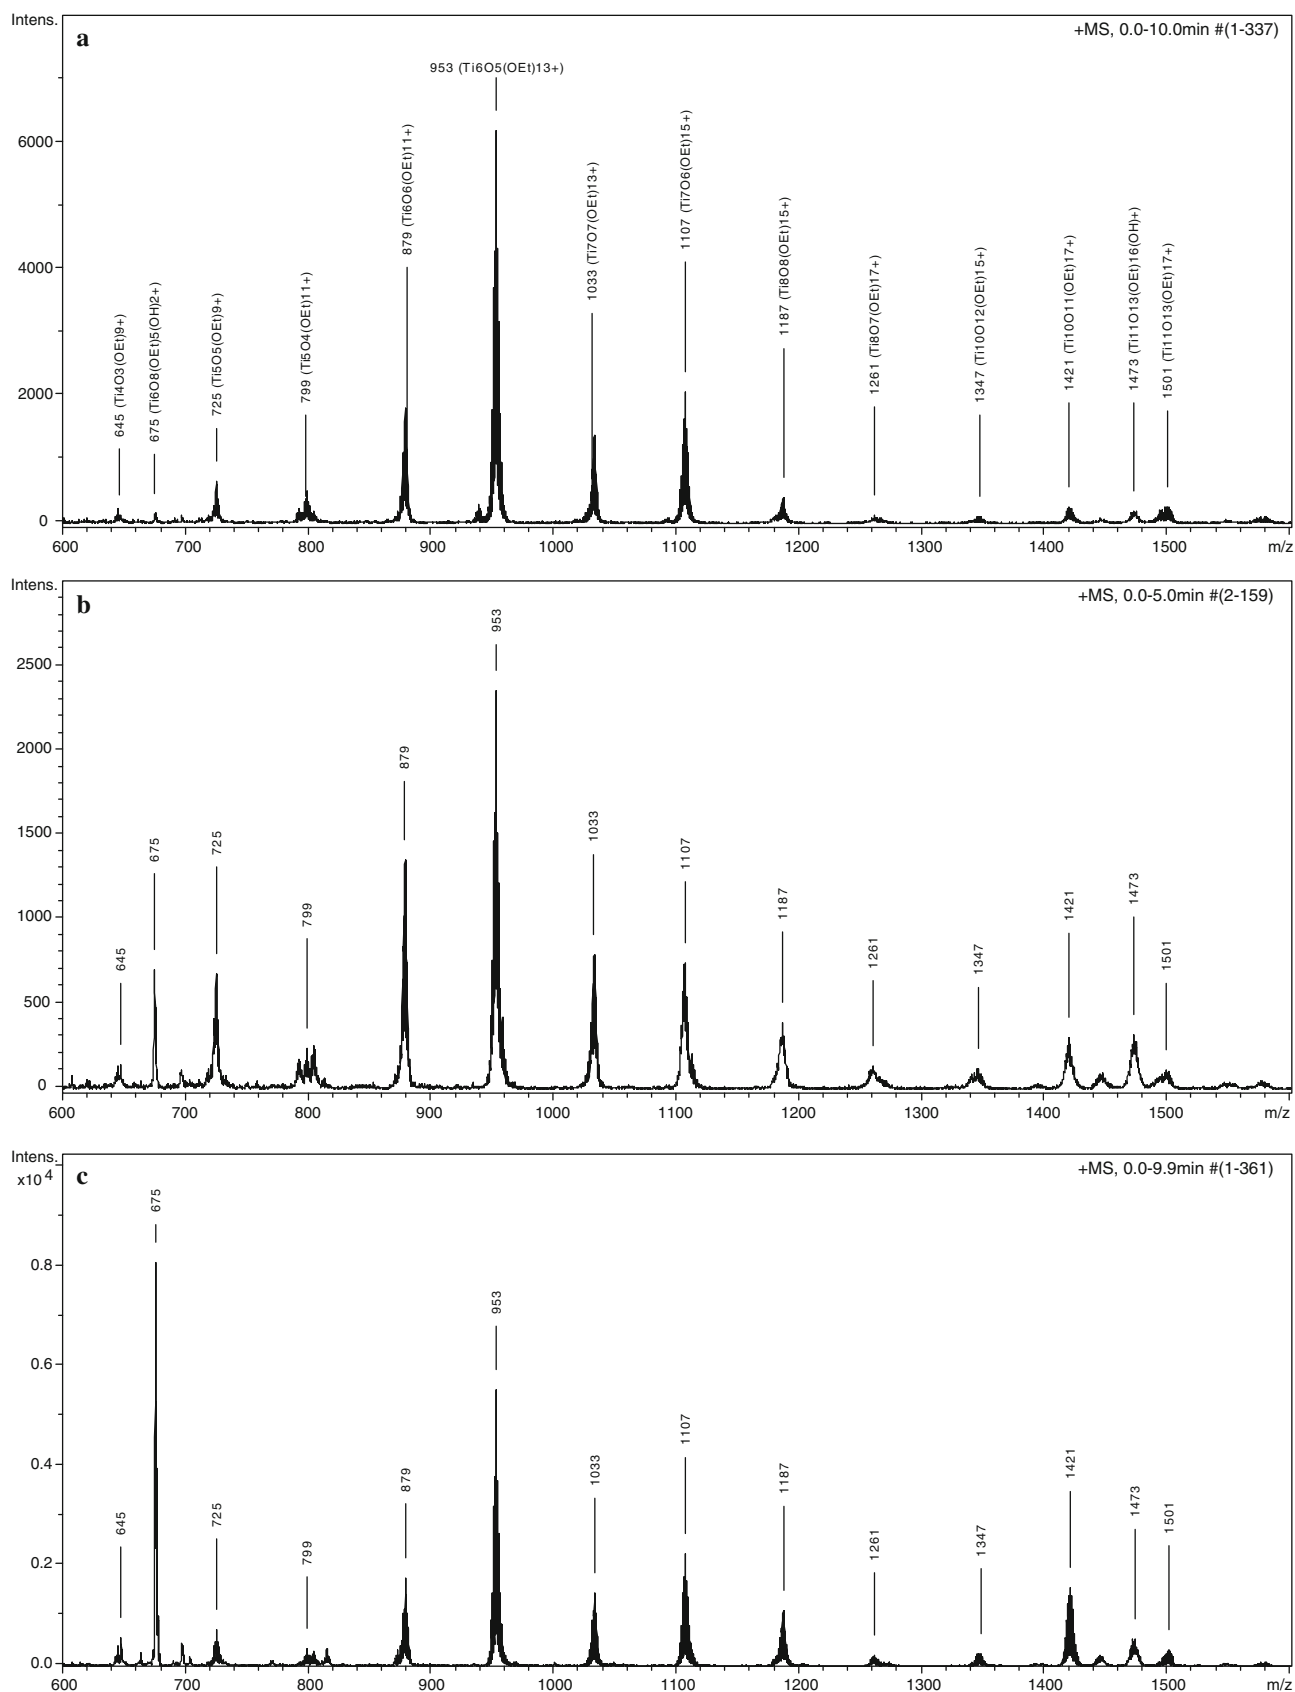 Intens.
a
+MS, 0.0-10.0min #(1-337)
953 (Ti6O5(OEt)13+)
645 (Ti4O3(OEt)9+)
675 (Ti6O8(OEt)5(OH)2+)
725 (Ti5O5(OEt)9+)
799 (Ti5O4(OEt)11+)
879 (Ti6O6(OEt)11+)
1033 (Ti7O7(OEt)13+)
1107 (Ti7O6(OEt)15+)
1187 (Ti8O8(OEt)15+)
1261 (Ti8O7(OEt)17+)
1347 (Ti10O12(OEt)15+)
1421 (Ti10O11(OEt)17+)
1473 (Ti11O13(OEt)16(OH)+)
1501 (Ti11O13(OEt)17+)
6000
4000
2000
0
600 700 800 900 1000 1100 1200 1300 1400 1500 m/z
Intens.
b
+MS, 0.0-5.0min #(2-159)
645
675
725
799
879
953
1033
1107
1187
1261
1347
1421
1473
1501
2500
2000
1500
1000
500
0
600 700 800 900 1000 1100 1200 1300 1400 1500 m/z
Intens.
x10 4
c
+MS, 0.0-9.9min #(1-361)
645
675
725
799
879
953
1033
1107
1187
1261
1347
1421
1473
1501
0.8
0.6
0.4
0.2
0.0
600 700 800 900 1000 1100 1200 1300 1400 1500 m/z